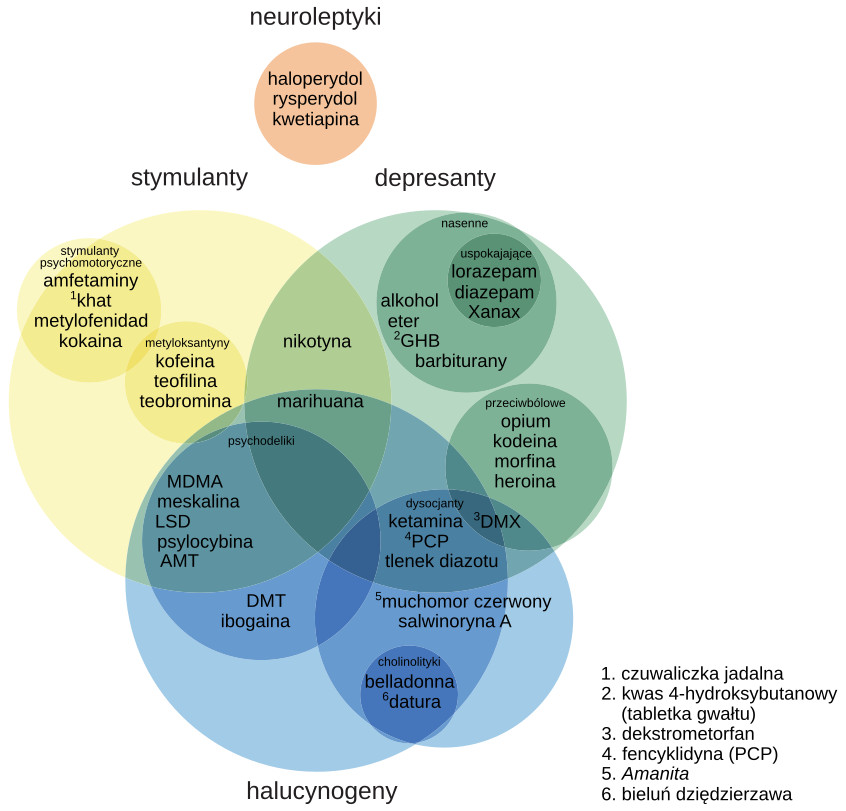 neuroleptyki
haloperydol
rysperydol
kwetiapina
stymulanty
depresanty
stymulanty
psychomotoryczne
amfetaminy
¹khat
metylofenidad
kokaina
metyloksantyny
kofeina
teofilina
teobromina
nikotyna
marihuana
nasenne
uspokajające
lorazepam
diazepam
Xanax
alkohol
eter
²GHB
barbiturany
przeciwbólowe
opium
kodeina
morfina
heroina
psychodeliki
MDMA
meskalina
LSD
psylocybina
AMT
DMT
ibogaina
dysocjanty
ketamina
³DMX
⁴PCP
tlenek diazotu
⁵muchomor czerwony
salwinoryna A
cholinolityki
belladonna
⁶datura
halucynogeny
1. czuwaliczka jadalna
2. kwas 4-hydroksybutanowy
(tabletka gwałtu)
3. dekstrometorfan
4. fencyklidyna (PCP)
5. Amanita
6. bieluń dziędzierzawa